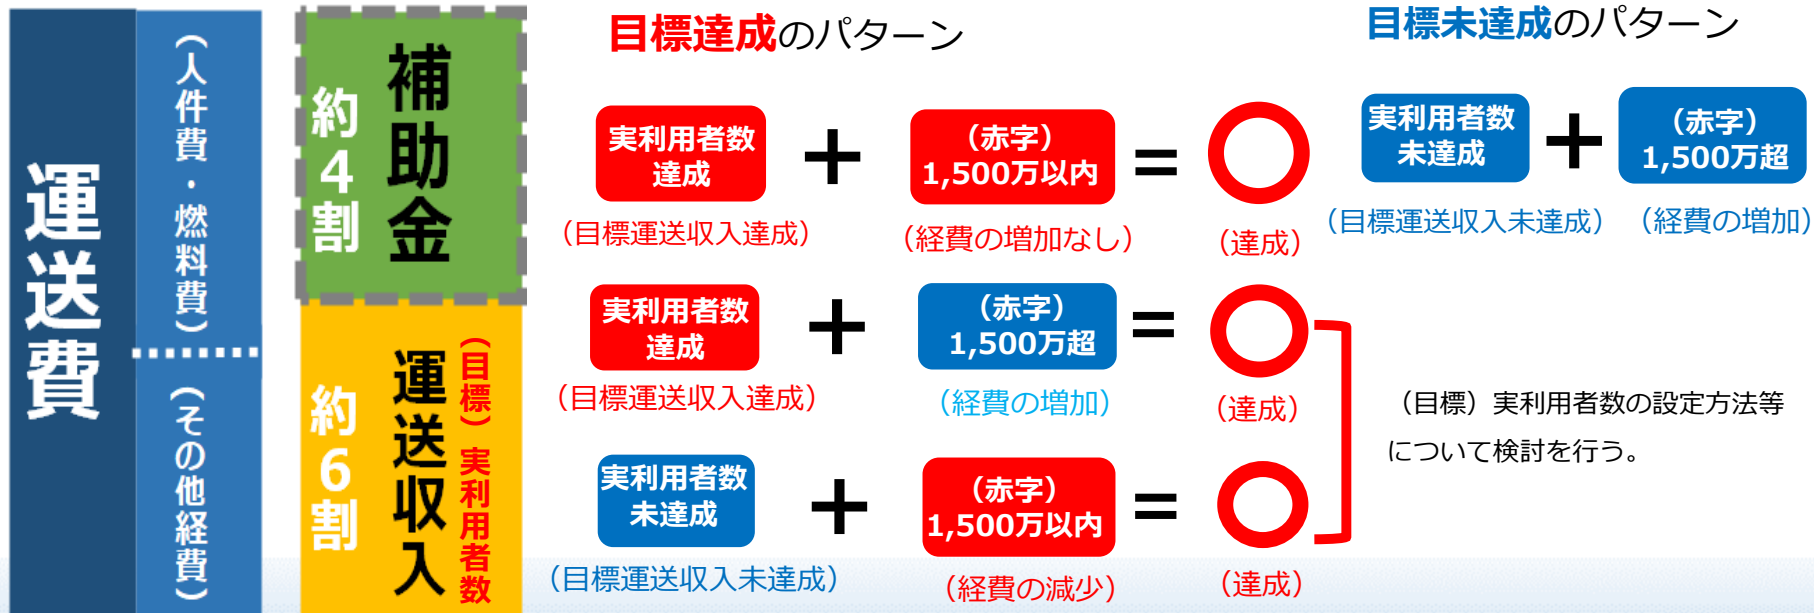 運送費
（人件費・燃料費）
（その他経費）
約4割
補助金
約6割
運送収入
（目標）実利用者数
目標達成のパターン
実利用者数
達成
＋
（赤字）
1,500万以内
＝
（目標運送収入達成）
（経費の増加なし）
（達成）
実利用者数
達成
＋
（赤字）
1,500万超
＝
（目標運送収入達成）
（経費の増加）
（達成）
実利用者数
未達成
＋
（赤字）
1,500万以内
＝
（目標運送収入未達成）
（経費の減少）
（達成）
目標未達成のパターン
実利用者数
未達成
＋
（赤字）
1,500万超
（目標運送収入未達成）
（経費の増加）
（目標）実利用者数の設定方法等
について検討を行う。